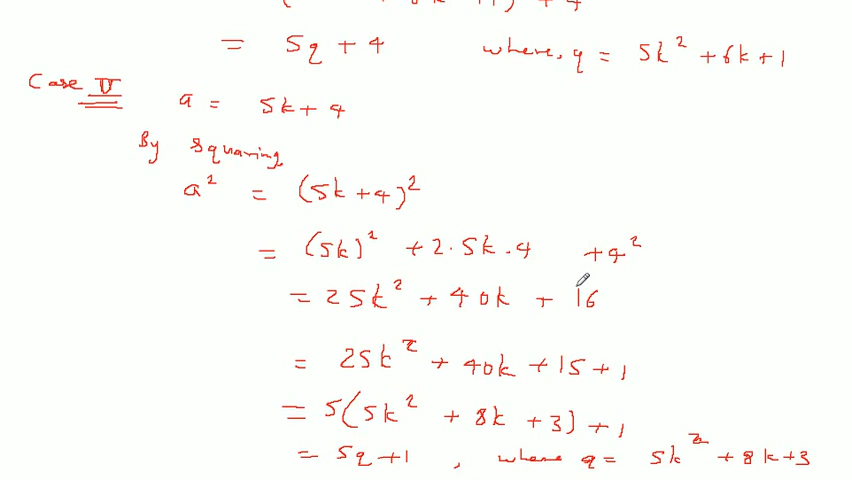 = 5q + 4 where, q = 5k² + 6k + 1
Case V a = 5k + 4
By squaring
a² = (5k + 4)²
= (5k)² + 2.5k.4 + 4²
= 25k² + 40k + 16
= 25k² + 40k + 15 + 1
= 5(5k² + 8k + 3) + 1
= 5q + 1 , where q = 5k² + 8k + 3